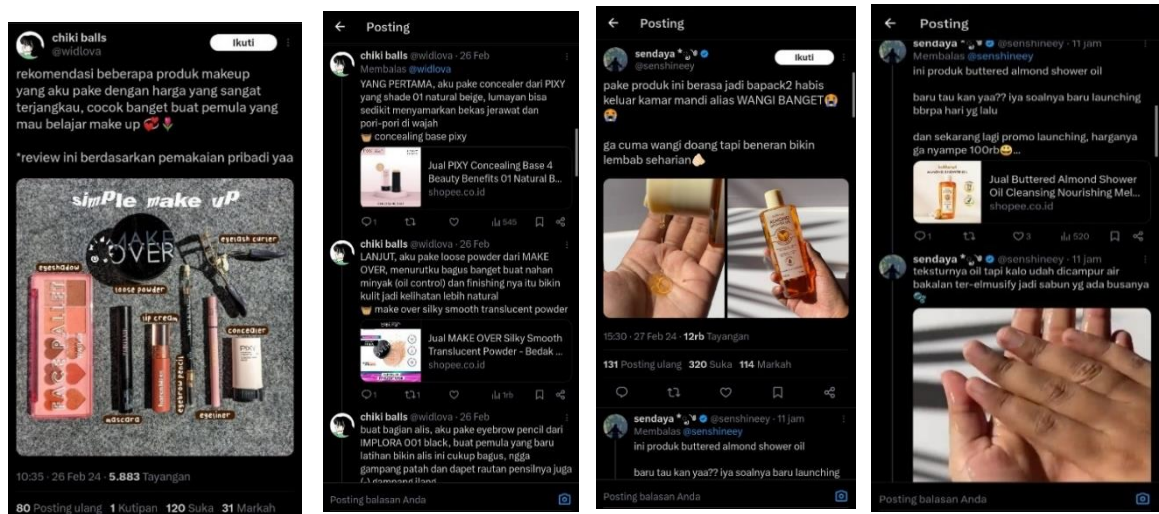 chiki balls
@widlova
Ikuti
rekomendasi beberapa produk makeup
yang aku pake dengan harga yang sangat
terjangkau, cocok banget buat pemula yang
mau belajar make up 💞🌷
*review ini berdasarkan pemakaian pribadi yaa
simple make up
MAKE
OVER
eyelash curler
eyeshadow
loose powder
lip cream
concealer
FACE PALLET
PIXY
eyebrow pencil
mascara
eyeliner
10:35 · 26 Feb 24 · 5.883 Tayangan
80 Posting ulang 1 Kutipan 120 Suka 31 Markah
Posting
chiki balls @widlova · 26 Feb
Membalas @widlova
YANG PERTAMA, aku pake concealer dari PIXY
yang shade 01 natural beige, lumayan bisa
sedikit menyamarkan bekas jerawat dan
pori-pori di wajah
concealing base pixy
Jual PIXY Concealing Base 4
Beauty Benefits 01 Natural B...
shopee.co.id
1 545
chiki balls @widlova · 26 Feb
LANJUT, aku pake loose powder dari MAKE
OVER, menurutku bagus banget buat nahan
minyak (oil control) dan finishing nya itu bikin
kulit jadi kelihatan lebih natural
make over silky smooth translucent powder
Jual MAKE OVER Silky Smooth
Translucent Powder - Bedak ...
shopee.co.id
1 1 1rb
chiki balls @widlova · 26 Feb
buat bagian alis, aku pake eyebrow pencil dari
IMPLORA 001 black, buat pemula yang baru
latihan bikin alis ini cukup bagus, ngga
gampang patah dan dapet rautan pensilnya juga
(-) gampang ilang
Posting balasan Anda
Posting
sendaya
@senshineey
Ikuti
pake produk ini berasa jadi bapack2 habis
keluar kamar mandi alias WANGI BANGET😭
😭
ga cuma wangi doang tapi beneran bikin
lembab seharian
ALMOND
15:30 · 27 Feb 24 · 12rb Tayangan
131 Posting ulang 320 Suka 114 Markah
sendaya @senshineey · 11 jam
Membalas @senshineey
ini produk buttered almond shower oil
baru tau kan yaa?? iya soalnya baru launching
Posting balasan Anda
Posting
sendaya @senshineey · 11 jam
Membalas @senshineey
ini produk buttered almond shower oil
baru tau kan yaa?? iya soalnya baru launching
bbrpa hari yg lalu
dan sekarang lagi promo launching, harganya
ga nyampe 100rb😃...
Jual Buttered Almond Shower
Oil Cleansing Nourishing Mel...
shopee.co.id
1 3 520
sendaya @senshineey · 11 jam
teksturnya oil tapi kalo udah dicampur air
bakalan ter-elmusify jadi sabun yg ada busanya
🫧
Posting balasan Anda